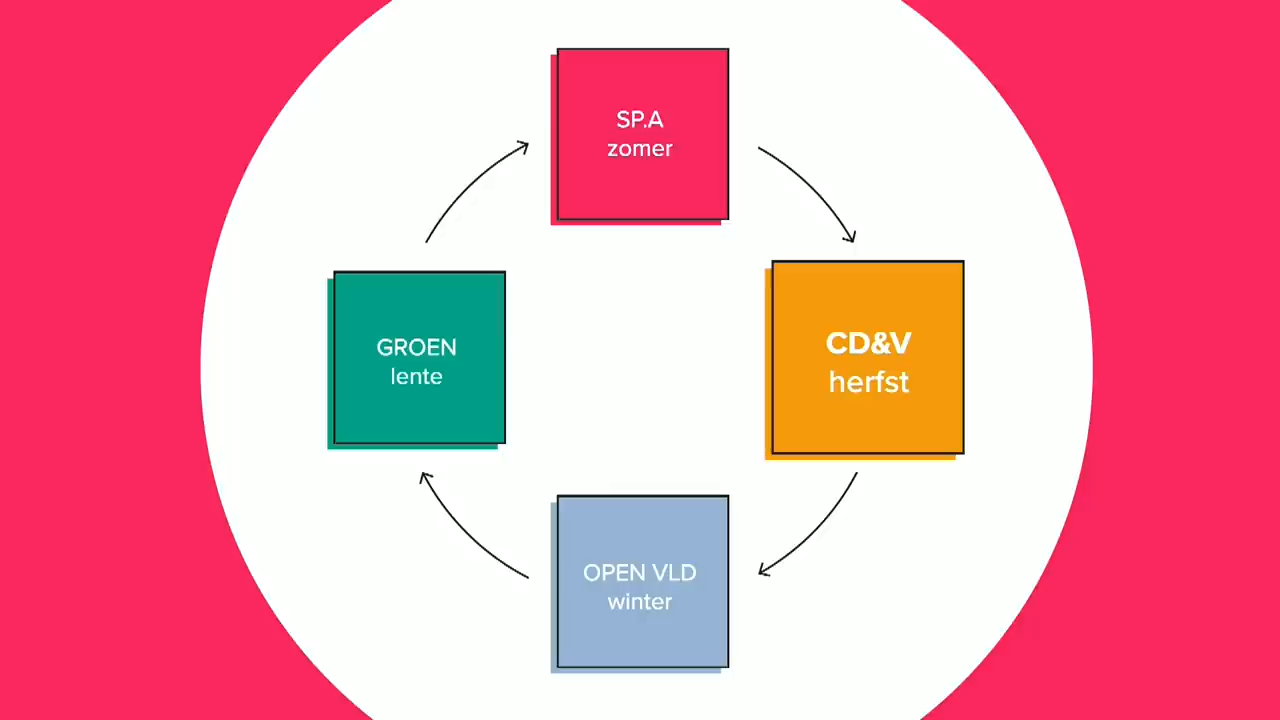 SP.A
zomer
GROEN
lente
CD&V
herfst
OPEN VLD
winter